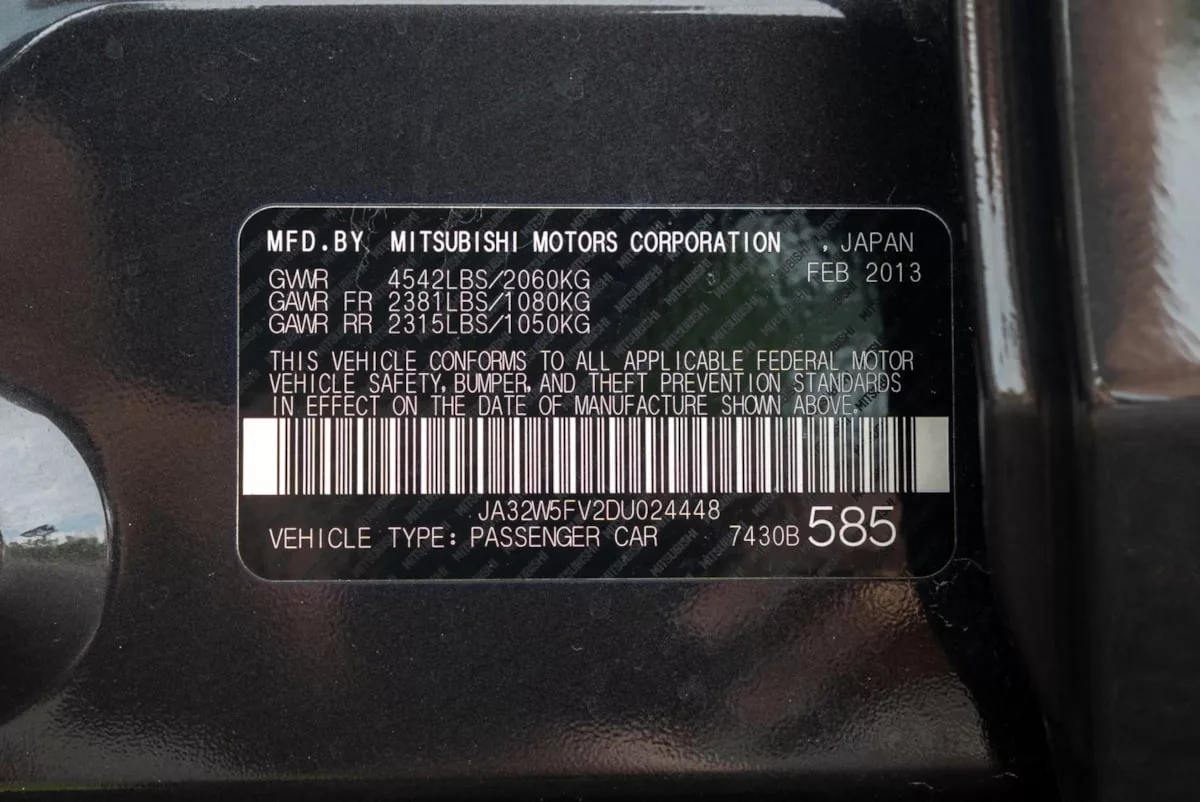 MFD.BY MITSUBISHI MOTORS CORPORATION , JAPAN
FEB 2013
GVWR 4542LBS/2060KG
GAWR FR 2381LBS/1080KG
GAWR RR 2315LBS/1050KG
THIS VEHICLE CONFORMS TO ALL APPLICABLE FEDERAL MOTOR
VEHICLE SAFETY, BUMPER, AND THEFT PREVENTION STANDARDS
IN EFFECT ON THE DATE OF MANUFACTURE SHOWN ABOVE.
JA32W5FV2DU024448
VEHICLE TYPE: PASSENGER CAR 7430B 585